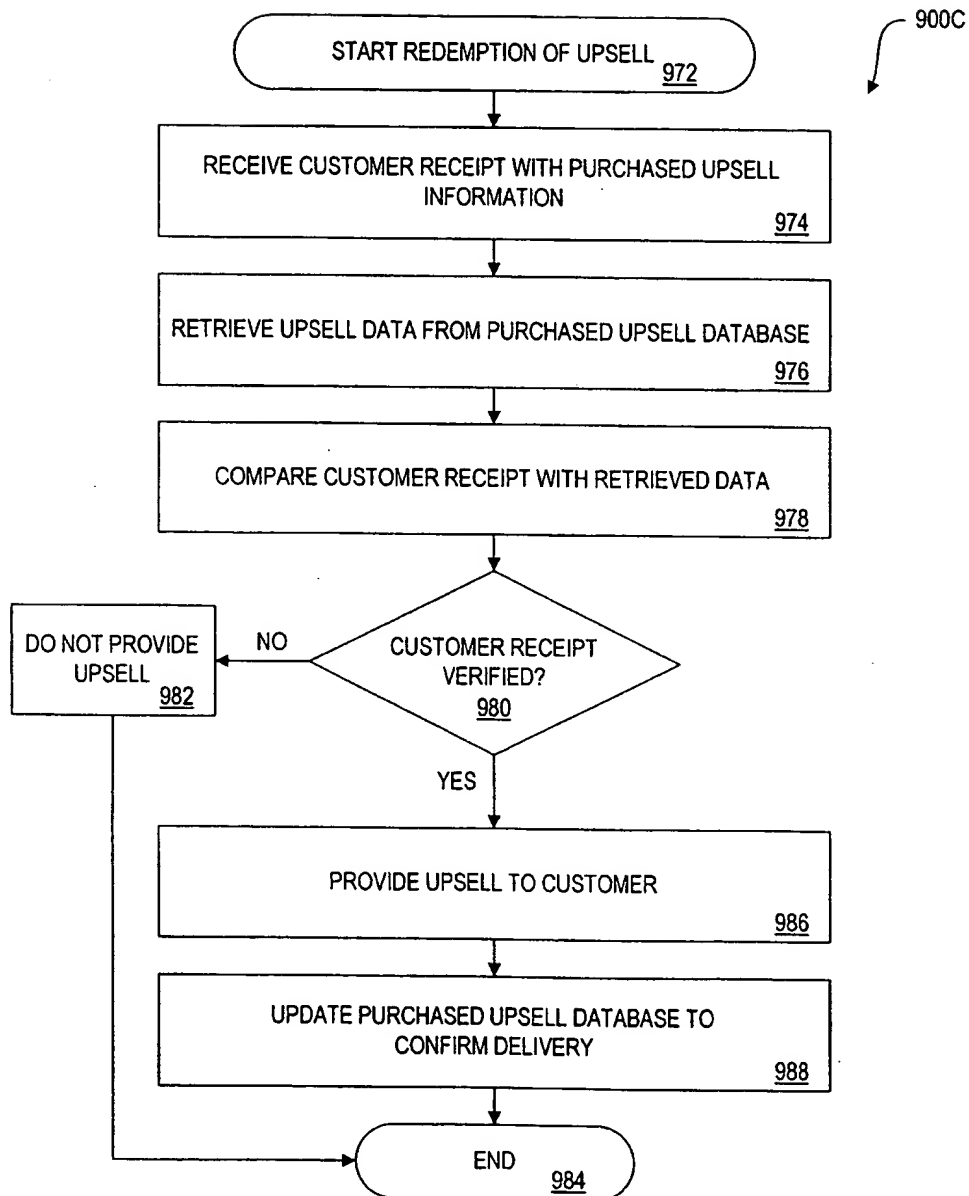 900C
START REDEMPTION OF UPSELL
972
RECEIVE CUSTOMER RECEIPT WITH PURCHASED UPSELL
INFORMATION
974
RETRIEVE UPSELL DATA FROM PURCHASED UPSELL DATABASE
976
COMPARE CUSTOMER RECEIPT WITH RETRIEVED DATA
978
CUSTOMER RECEIPT
VERIFIED?
980
NO
DO NOT PROVIDE
UPSELL
982
YES
PROVIDE UPSELL TO CUSTOMER
986
UPDATE PURCHASED UPSELL DATABASE TO
CONFIRM DELIVERY
988
END
984